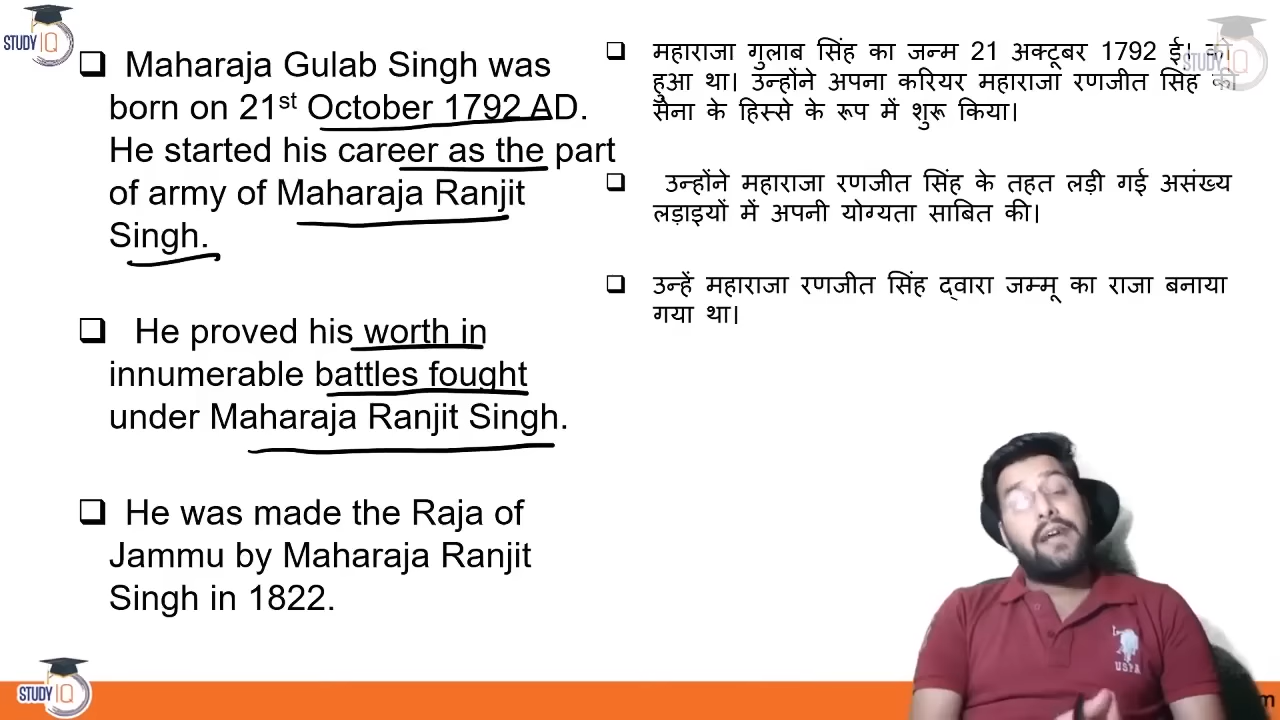 STUDY IQ
❑ Maharaja Gulab Singh was
born on 21st October 1792 AD.
He started his career as the part
of army of Maharaja Ranjit
Singh.
❑ He proved his worth in
innumerable battles fought
under Maharaja Ranjit Singh.
❑ He was made the Raja of
Jammu by Maharaja Ranjit
Singh in 1822.
STUDY IQ
❑ महाराजा गुलाब सिंह का जन्म 21 अक्टूबर 1792 ई। को
हुआ था। उन्होंने अपना करियर महाराजा रणजीत सिंह की
सेना के हिस्से के रूप में शुरू किया।
❑ उन्होंने महाराजा रणजीत सिंह के तहत लड़ी गई असंख्य
लड़ाइयों में अपनी योग्यता साबित की।
❑ उन्हें महाराजा रणजीत सिंह द्वारा जम्मू का राजा बनाया
गया था।
USPA
STUDY IQ